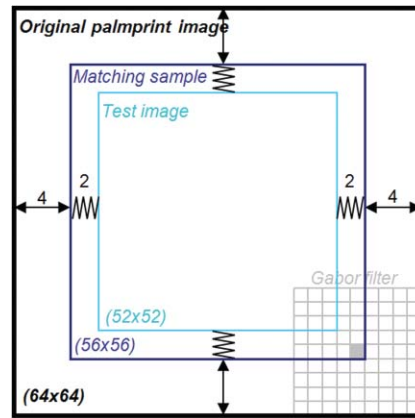 Original palmprint image
Matching sample
Test image
2
2
4
4
Gabor filter
(52x52)
(56x56)
(64x64)